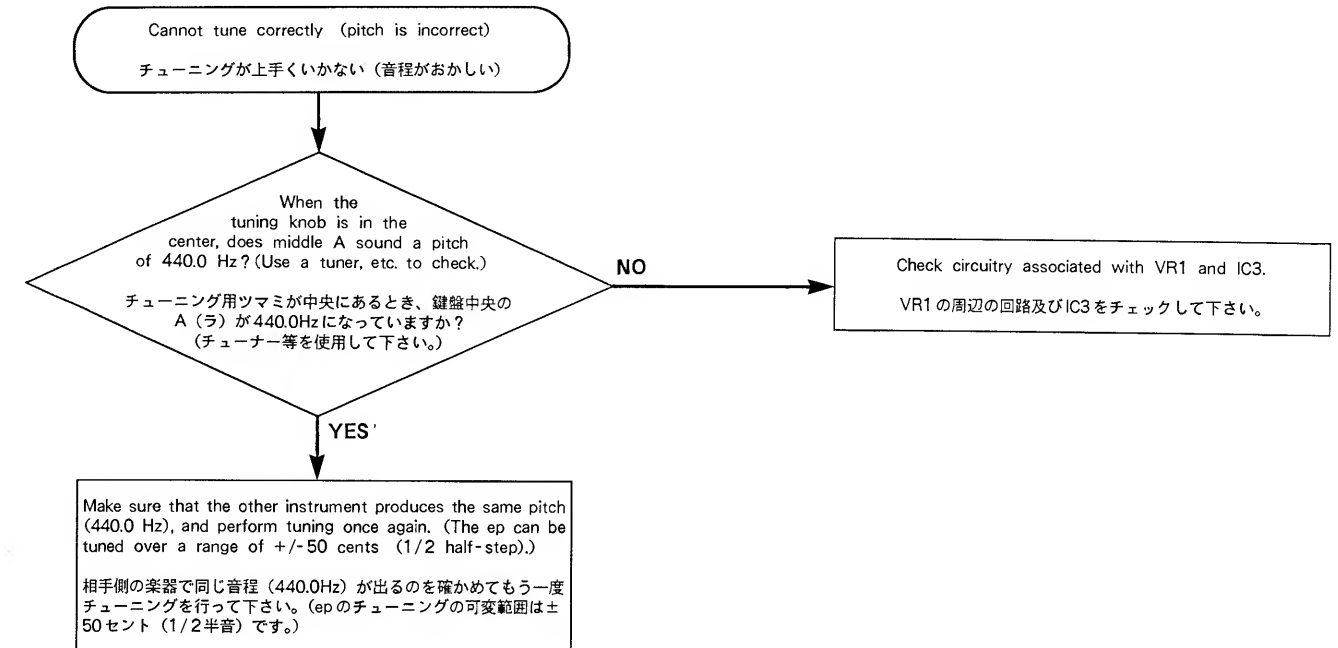 Cannot tune correctly (pitch is incorrect)
チューニングが上手くいかない（音程がおかしい）
When the
tuning knob is in the
center, does middle A sound a pitch
of 440.0 Hz? (Use a tuner, etc. to check.)
チューニング用ツマミが中央にあるとき、鍵盤中央の
A（ラ）が440.0Hzになっていますか？
（チューナー等を使用して下さい。）
NO
Check circuitry associated with VR1 and IC3.
VR1の周辺の回路及びIC3をチェックして下さい。
YES
Make sure that the other instrument produces the same pitch
(440.0 Hz), and perform tuning once again. (The ep can be
tuned over a range of +/-50 cents (1/2 half-step).)
相手側の楽器で同じ音程（440.0Hz）が出るのを確かめてもう一度
チューニングを行って下さい。（epのチューニングの可変範囲は±
50セント（1/2半音）です。）